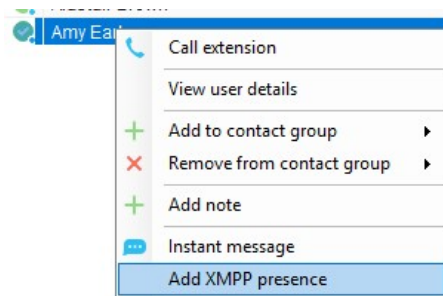 Amy Ear
Call extension
View user details
Add to contact group
Remove from contact group
Add note
Instant message
Add XMPP presence